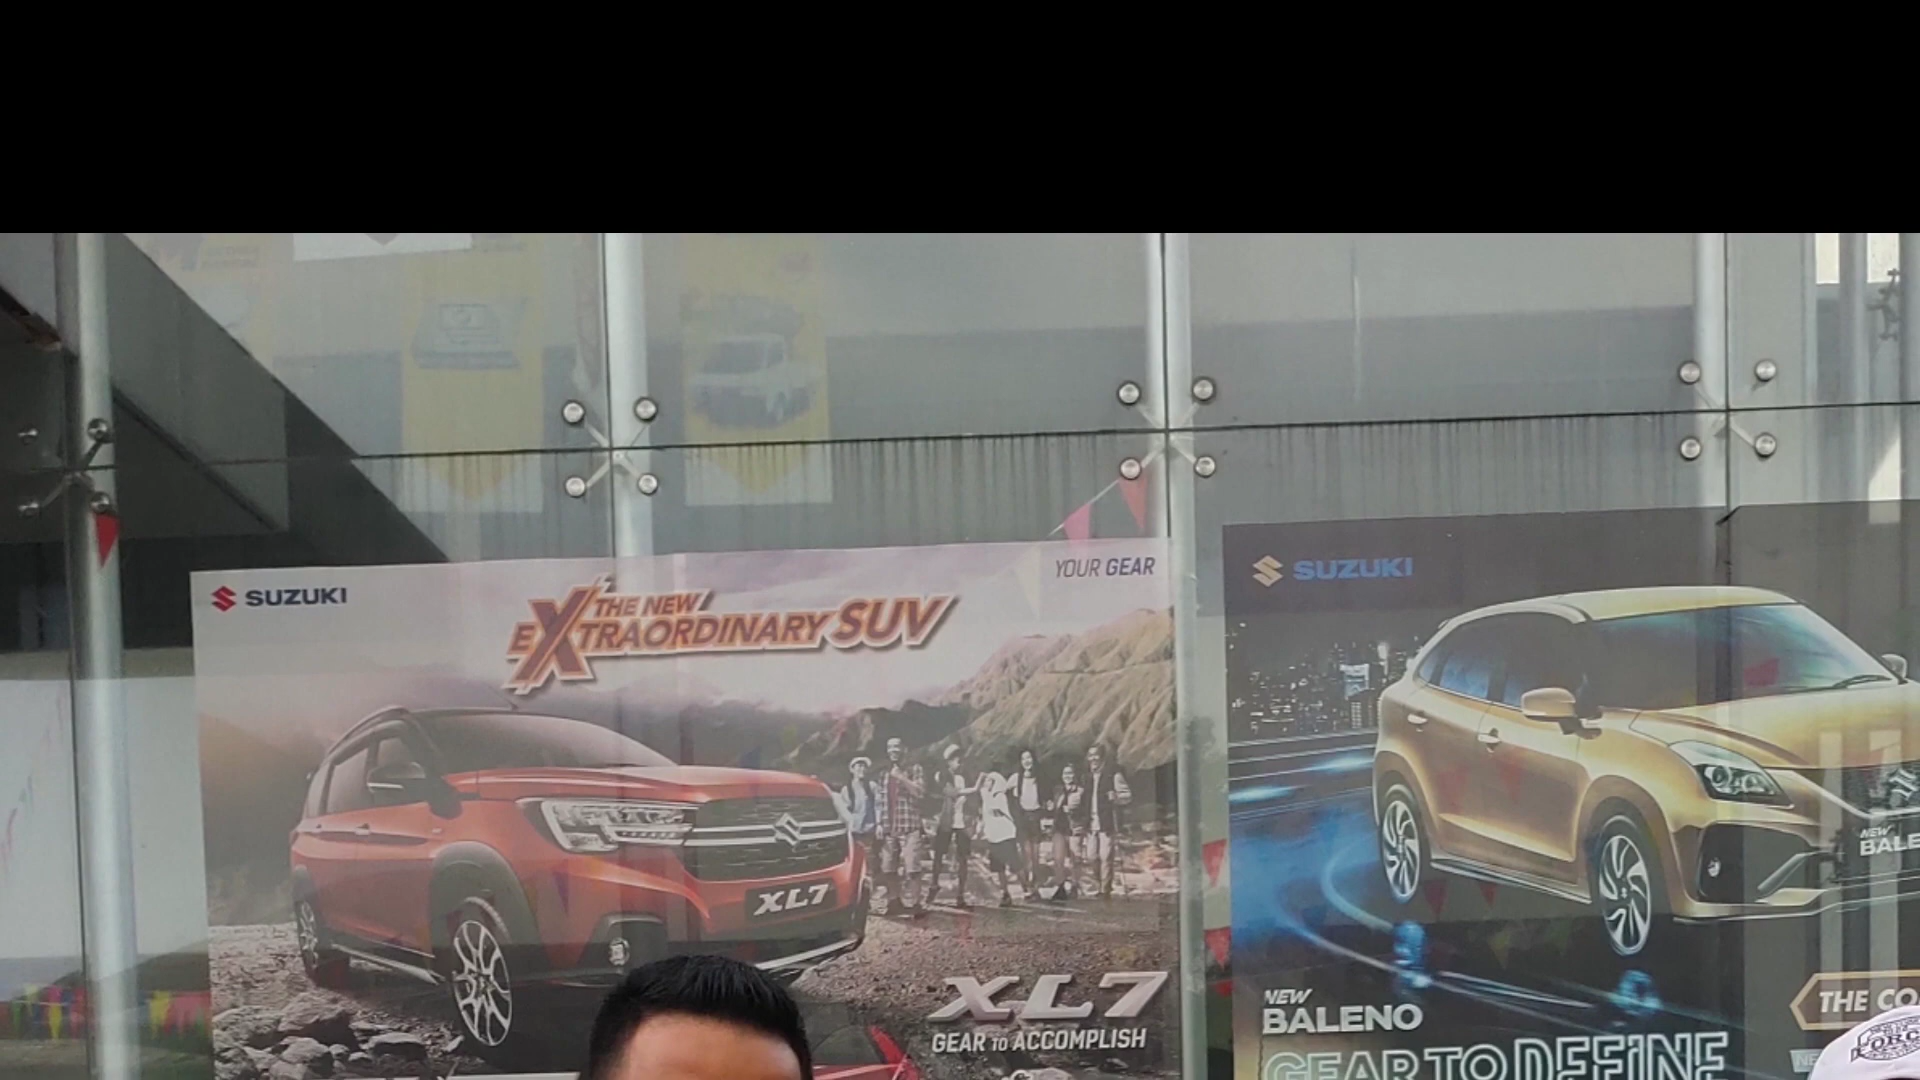 SUZUKI
YOUR GEAR
THE NEW
EXTRAORDINARY SUV
XL7
XL7
GEAR TO ACCOMPLISH
SUZUKI
NEW
BALE
NEW
BALENO
THE CO
GEAR TO DEFINE